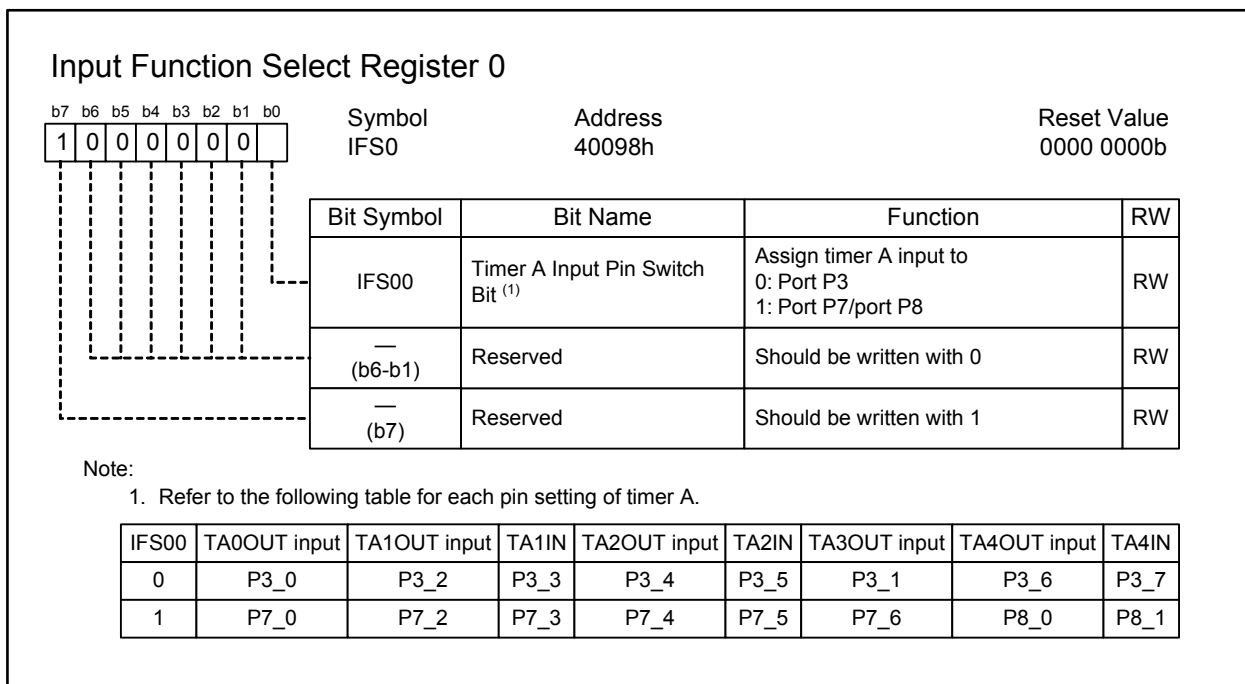 Input Function Select Register 0
b7 b6 b5 b4 b3 b2 b1 b0
1 0 0 0 0 0 0
Symbol Address Reset Value
IFS0 40098h 0000 0000b
Bit Symbol Bit Name Function RW
IFS00 Timer A Input Pin Switch Bit (1) Assign timer A input to
0: Port P3
1: Port P7/port P8 RW
— (b6-b1) Reserved Should be written with 0 RW
— (b7) Reserved Should be written with 1 RW
Note:
1. Refer to the following table for each pin setting of timer A.
IFS00 TA0OUT input TA1OUT input TA1IN TA2OUT input TA2IN TA3OUT input TA4OUT input TA4IN
0 P3_0 P3_2 P3_3 P3_4 P3_5 P3_1 P3_6 P3_7
1 P7_0 P7_2 P7_3 P7_4 P7_5 P7_6 P8_0 P8_1